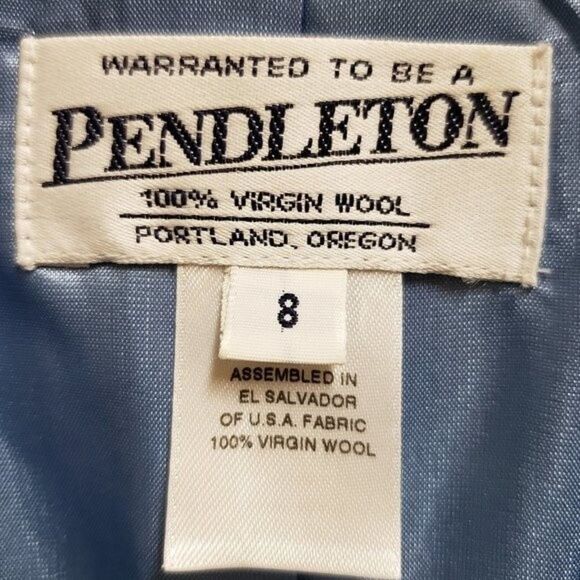 WARRANTED TO BE A
PENDLETON
100% VIRGIN WOOL
PORTLAND, OREGON
8
ASSEMBLED IN
EL SALVADOR
OF U.S.A. FABRIC
100% VIRGIN WOOL